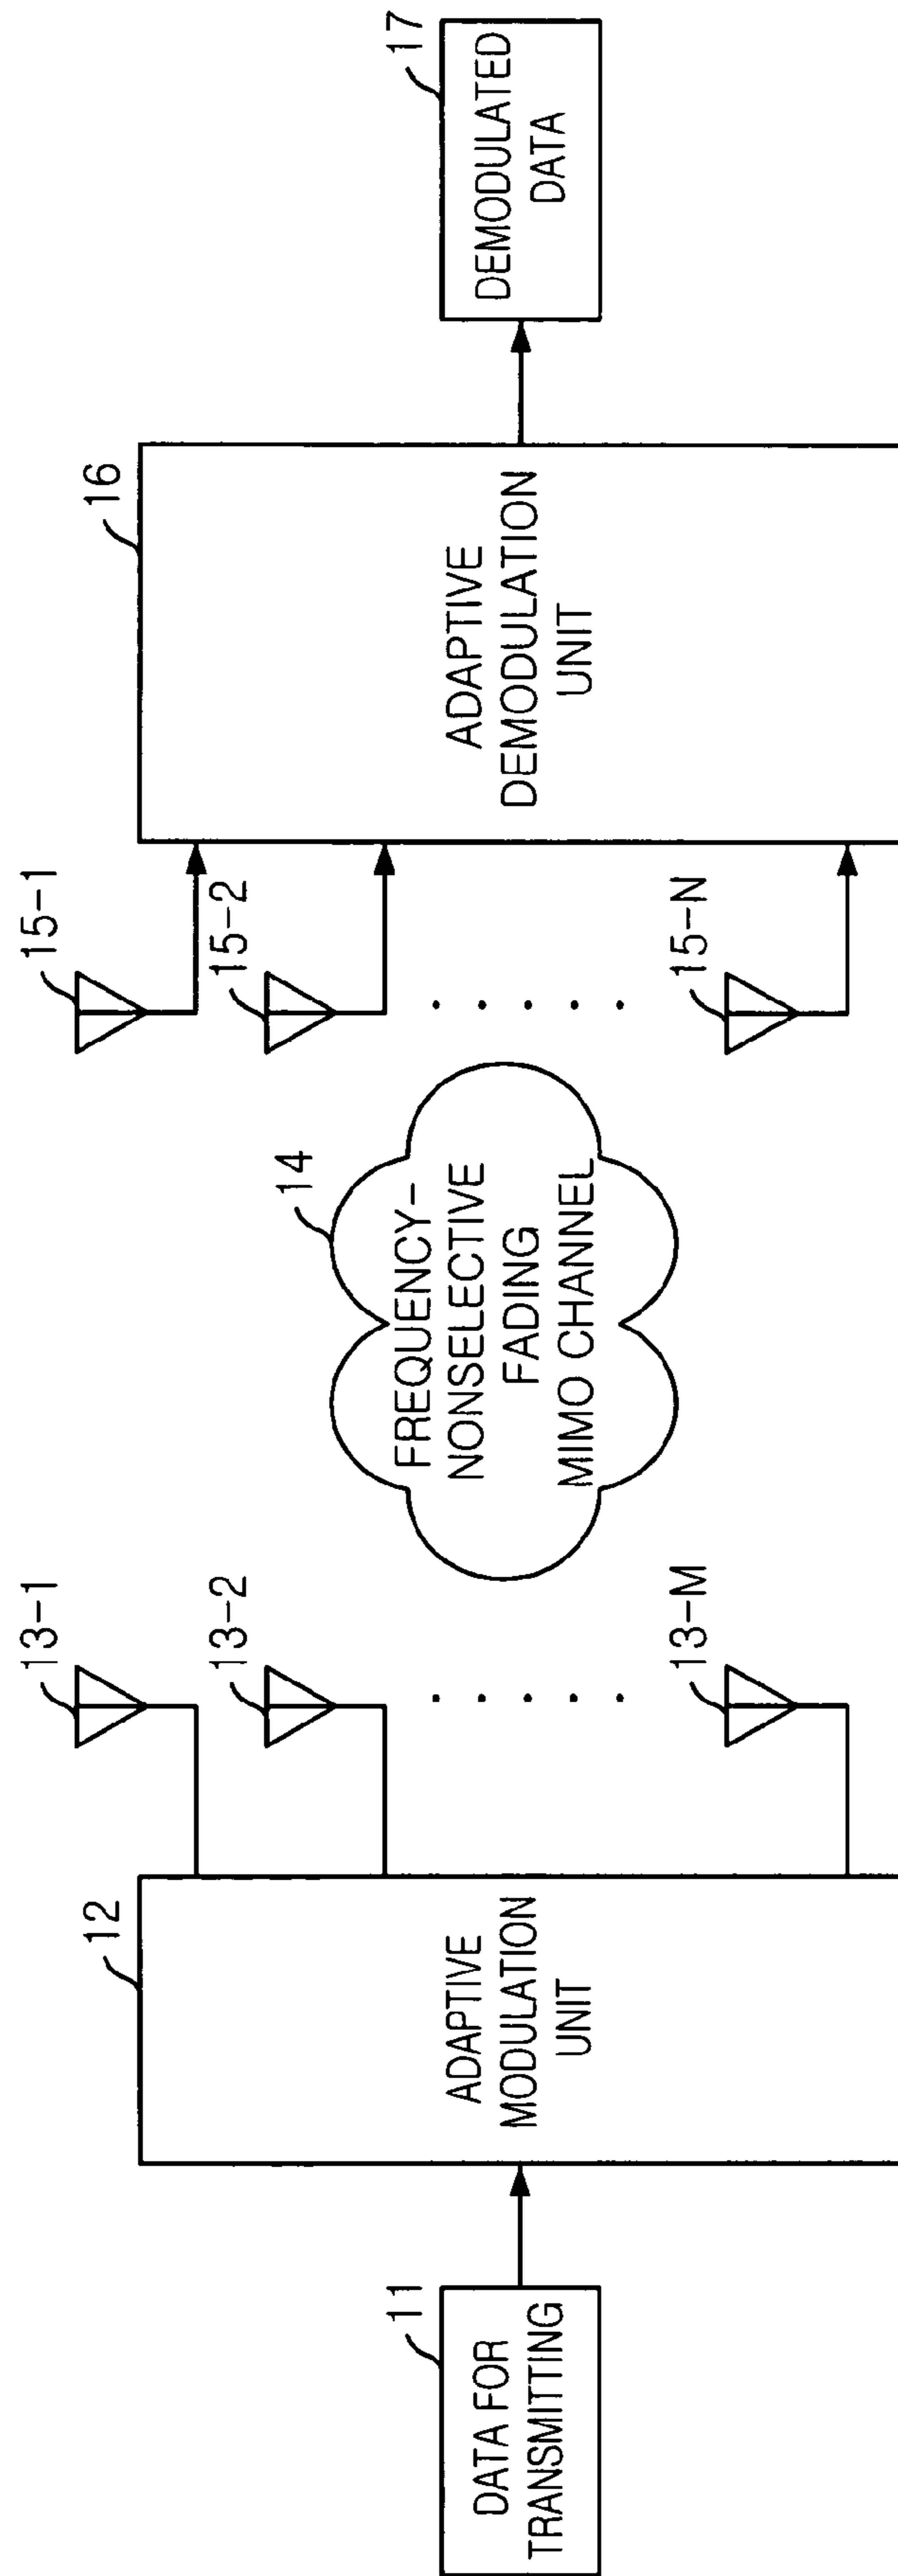 11
DATA FOR
TRANSMITTING
12
ADAPTIVE
MODULATION
UNIT
13-1
13-2
13-M
14
FREQUENCY-
NONSELECTIVE
FADING
MIMO CHANNEL
15-1
15-2
15-N
16
ADAPTIVE
DEMODULATION
UNIT
17
DEMODULATED
DATA